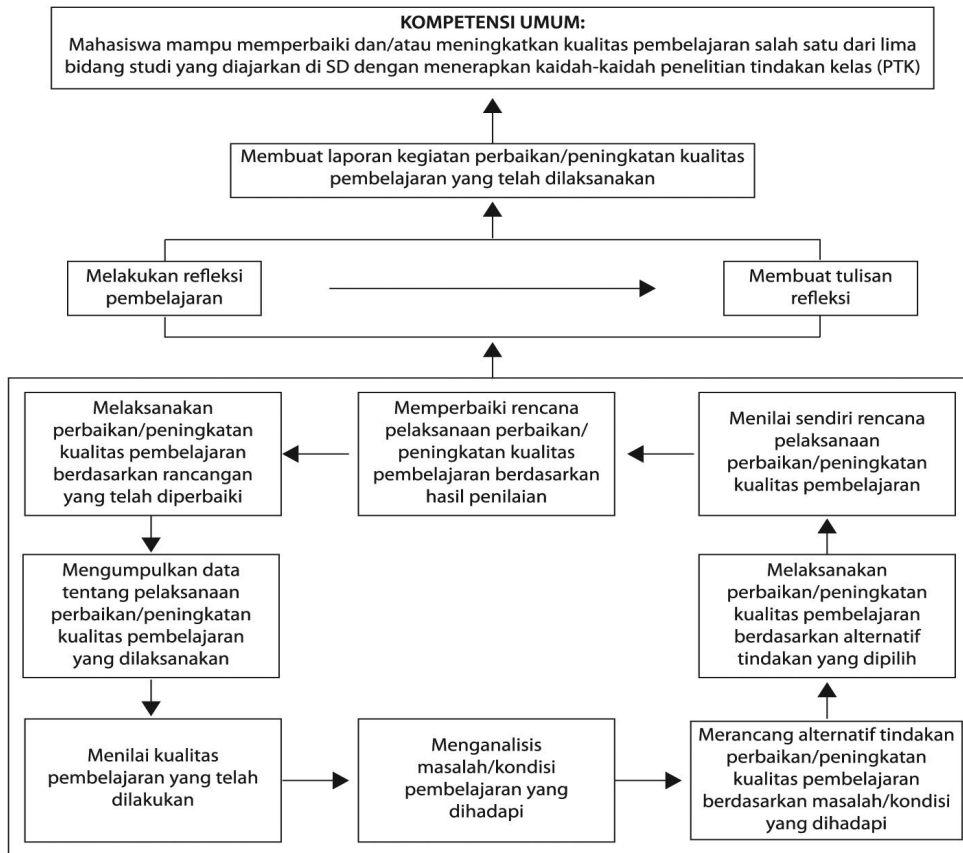 KOMPETENSI UMUM:
Mahasiswa mampu memperbaiki dan/atau meningkatkan kualitas pembelajaran salah satu dari lima
bidang studi yang diajarkan di SD dengan menerapkan kaidah-kaidah penelitian tindakan kelas (PTK)
Membuat laporan kegiatan perbaikan/peningkatan kualitas
pembelajaran yang telah dilaksanakan
Melakukan refleksi
pembelajaran
Membuat tulisan
refleksi
Melaksanakan
perbaikan/peningkatan
kualitas pembelajaran
berdasarkan rancangan
yang telah diperbaiki
Memperbaiki rencana
pelaksanaan perbaikan/
peningkatan kualitas
pembelajaran berdasarkan
hasil penilaian
Menilai sendiri rencana
pelaksanaan
perbaikan/peningkatan
kualitas pembelajaran
Mengumpulkan data
tentang pelaksanaan
perbaikan/peningkatan
kualitas pembelajaran
yang dilaksanakan
Melaksanakan
perbaikan/peningkatan
kualitas pembelajaran
berdasarkan alternatif
tindakan yang dipilih
Menilai kualitas
pembelajaran yang telah
dilakukan
Menganalisis
masalah/kondisi
pembelajaran yang
dihadapi
Merancang alternatif tindakan
perbaikan/peningkatan
kualitas pembelajaran
berdasarkan masalah/kondisi
yang dihadapi